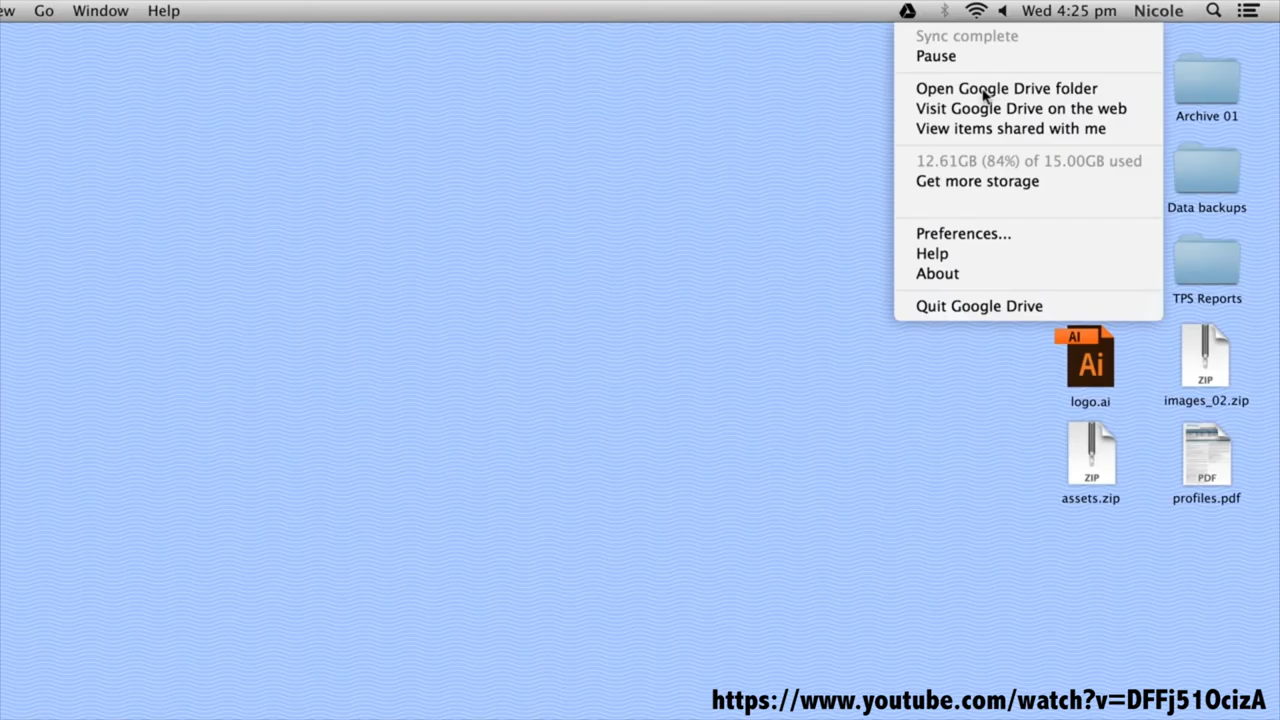 Go Window Help Wed 4:25 pm Nicole
Sync complete
Pause
Open Google Drive folder
Visit Google Drive on the web
View items shared with me
12.61GB (84%) of 15.00GB used
Get more storage
Preferences...
Help
About
Quit Google Drive
Archive 01
Data backups
TPS Reports
AI
Ai
logo.ai
ZIP
images_02.zip
ZIP
assets.zip
PDF
profiles.pdf
https://www.youtube.com/watch?v=DFFj51OcizA